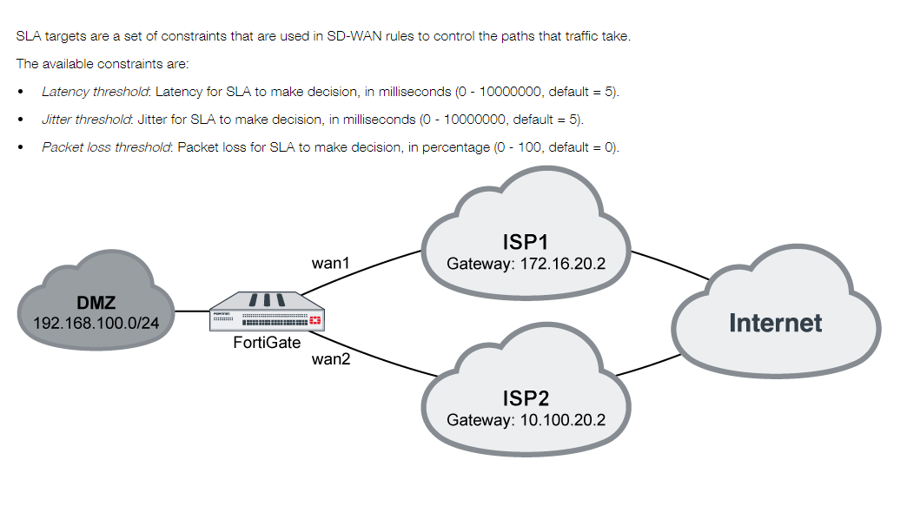 SLA targets are a set of constraints that are used in SD-WAN rules to control the paths that traffic take.
The available constraints are:
• Latency threshold: Latency for SLA to make decision, in milliseconds (0 - 10000000, default = 5).
• Jitter threshold: Jitter for SLA to make decision, in milliseconds (0 - 10000000, default = 5).
• Packet loss threshold: Packet loss for SLA to make decision, in percentage (0 - 100, default = 0).
ISP1
Gateway: 172.16.20.2
wan1
DMZ
192.168.100.0/24
FortiGate
Internet
wan2
ISP2
Gateway: 10.100.20.2